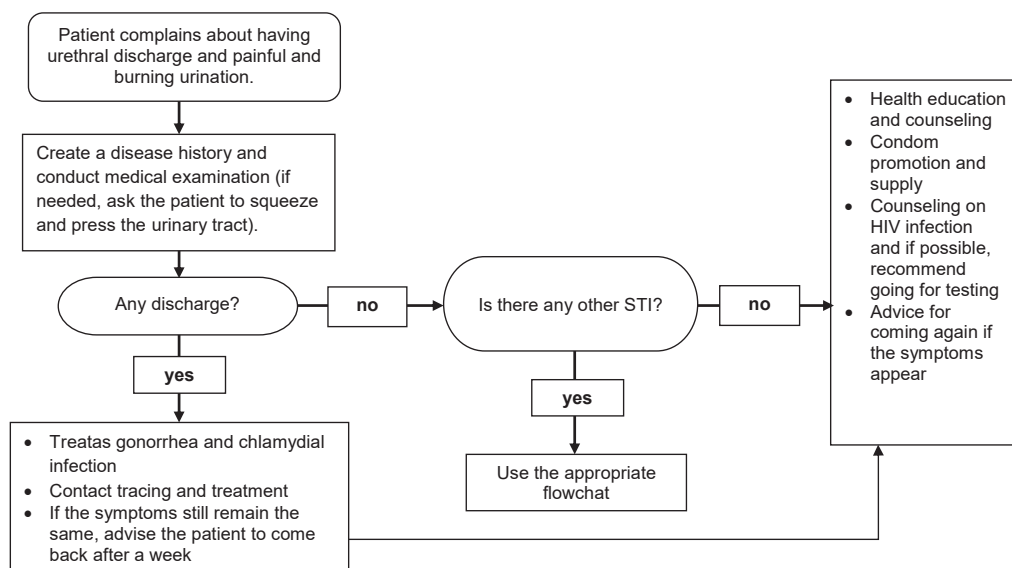 Patient complains about having
urethral discharge and painful and
burning urination.
Create a disease history and
conduct medical examination (if
needed, ask the patient to squeeze
and press the urinary tract).
Any discharge?
no
Is there any other STI?
no
yes
yes
• Treatas gonorrhea and chlamydial
infection
• Contact tracing and treatment
• If the symptoms still remain the
same, advise the patient to come
back after a week
Use the appropriate
flowchat
• Health education
and counseling
• Condom
promotion and
supply
• Counseling on
HIV infection
and if possible,
recommend
going for testing
• Advice for
coming again if
the symptoms
appear